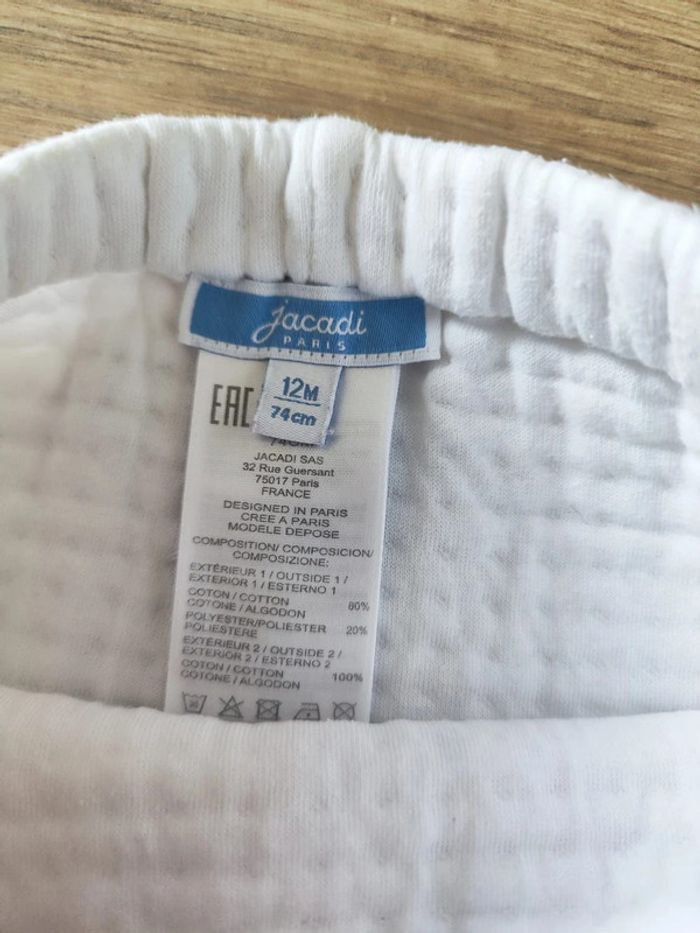 jacadi
PARIS
12M
74cm
EAC
JACADI SAS
32 Rue Guersant
75017 Paris
FRANCE
DESIGNED IN PARIS
CREE A PARIS
MODELE DEPOSE
COMPOSITION/ COMPOSICION/
COMPOSIZIONE:
EXTÉRIEUR 1 / OUTSIDE 1 /
EXTERIOR 1 / ESTERNO 1
COTON / COTTON
COTONE / ALGODON 80%
POLYESTER/POLIESTER
POLIESTERE 20%
EXTÉRIEUR 2 / OUTSIDE 2 /
EXTERIOR 2 / ESTERNO 2
COTON / COTTON
COTONE / ALGODON 100%